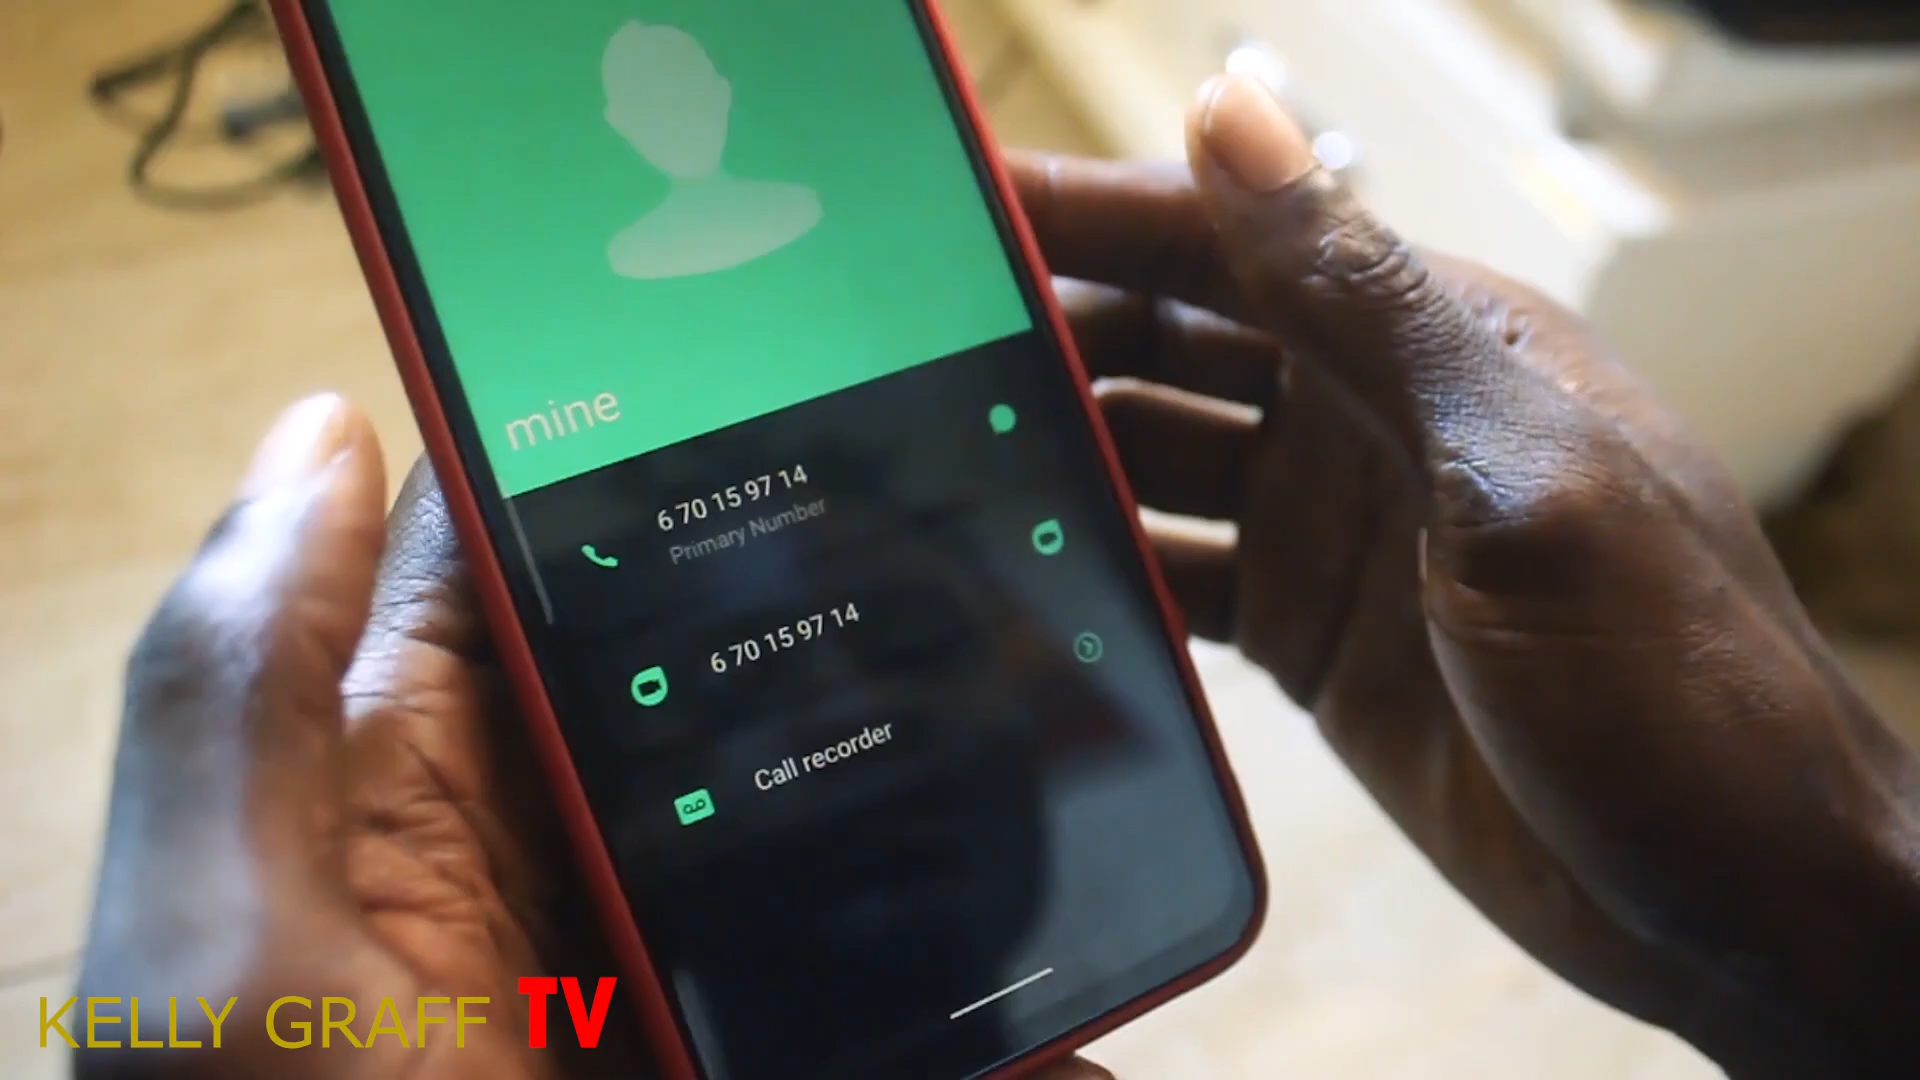 mine
6 70 15 97 14
Primary Number
6 70 15 97 14
Call recorder
KELLY GRAFF TV